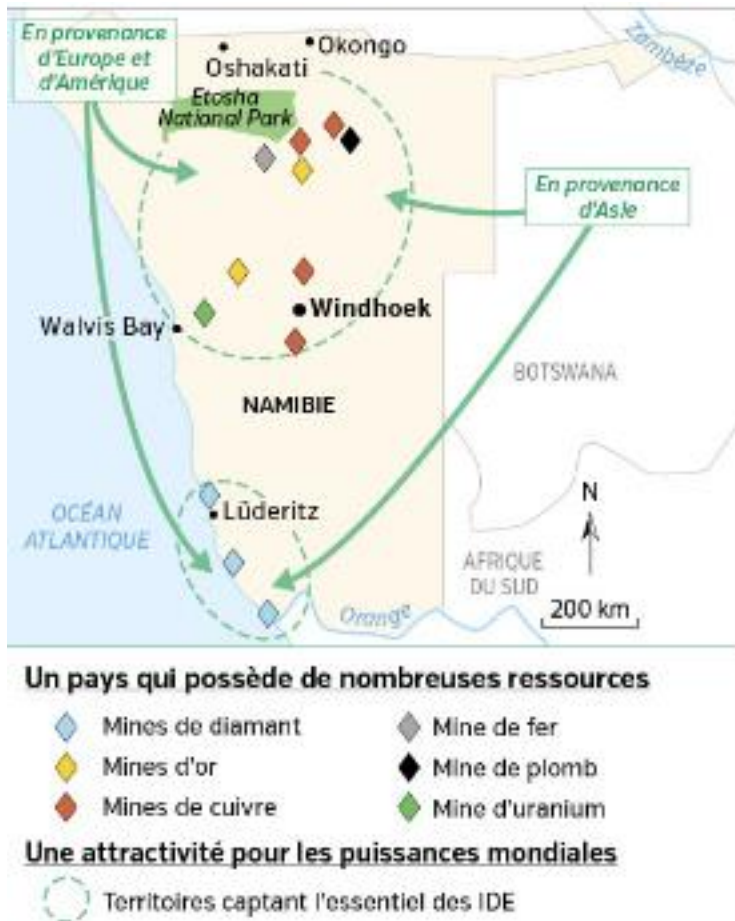 En provenance
d'Europe et
d'Amérique
Okongo
Oshakati
Zambèze
Etosha
National Park
En provenance
d'Asie
Windhoek
Walvis Bay
BOTSWANA
NAMIBIE
Lüderitz
OCÉAN
ATLANTIQUE
N
AFRIQUE
DU SUD
Orange
200 km
Un pays qui possède de nombreuses ressources
Mines de diamant
Mine de fer
Mines d'or
Mine de plomb
Mines de cuivre
Mine d'uranium
Une attractivité pour les puissances mondiales
Territoires captant l'essentiel des IDE